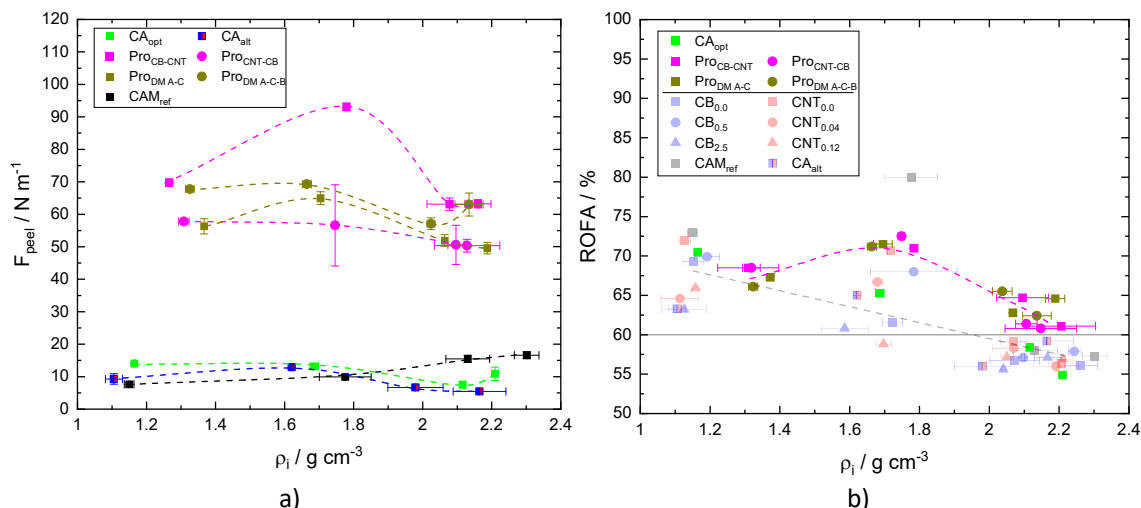 120
110
100
90
80
70
60
50
40
30
20
10
0
F_peel / N m^-1
CA_opt CA_alt
Pro_CB-CNT Pro_CNT-CB
Pro_DM A-C Pro_DM A-C-B
CAM_ref
1 1.2 1.4 1.6 1.8 2 2.2 2.4
ρ_i / g cm^-3
a)
100
95
90
85
80
75
70
65
60
55
50
ROFA / %
CA_opt
Pro_CB-CNT Pro_CNT-CB
Pro_DM A-C Pro_DM A-C-B
CB_0.0 CNT_0.0
CB_0.5 CNT_0.04
CB_2.5 CNT_0.12
CAM_ref CA_alt
1 1.2 1.4 1.6 1.8 2 2.2 2.4
ρ_i / g cm^-3
b)